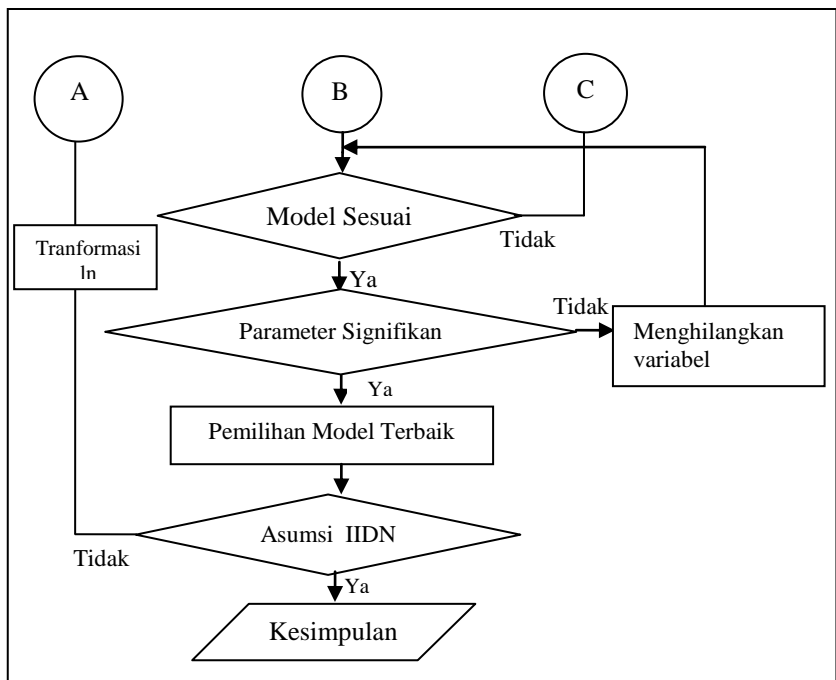 A
B
C
Model Sesuai
Tidak
Tranformasi
ln
Ya
Tidak
Parameter Signifikan
Menghilangkan
variabel
Ya
Pemilihan Model Terbaik
Asumsi IIDN
Tidak
Ya
Kesimpulan